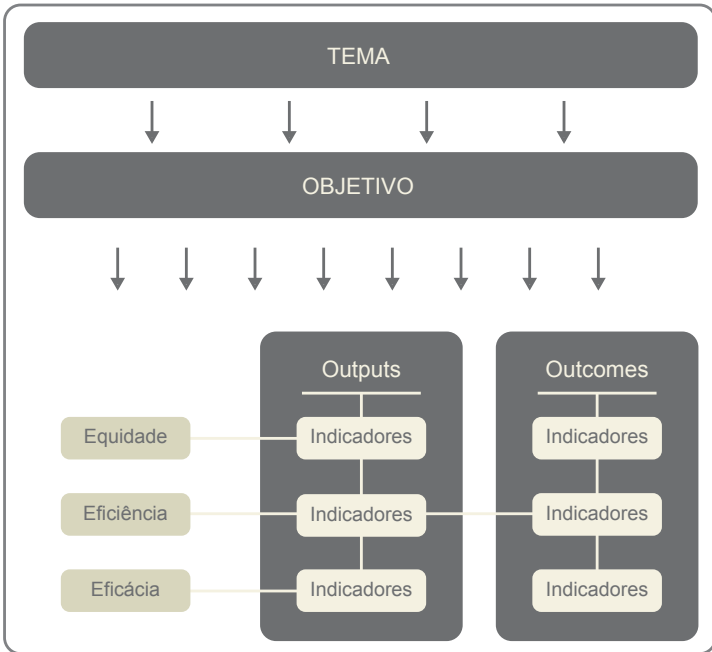 TEMA
OBJETIVO
Outputs
Outcomes
Equidade
Indicadores
Indicadores
Eficiência
Indicadores
Indicadores
Eficácia
Indicadores
Indicadores